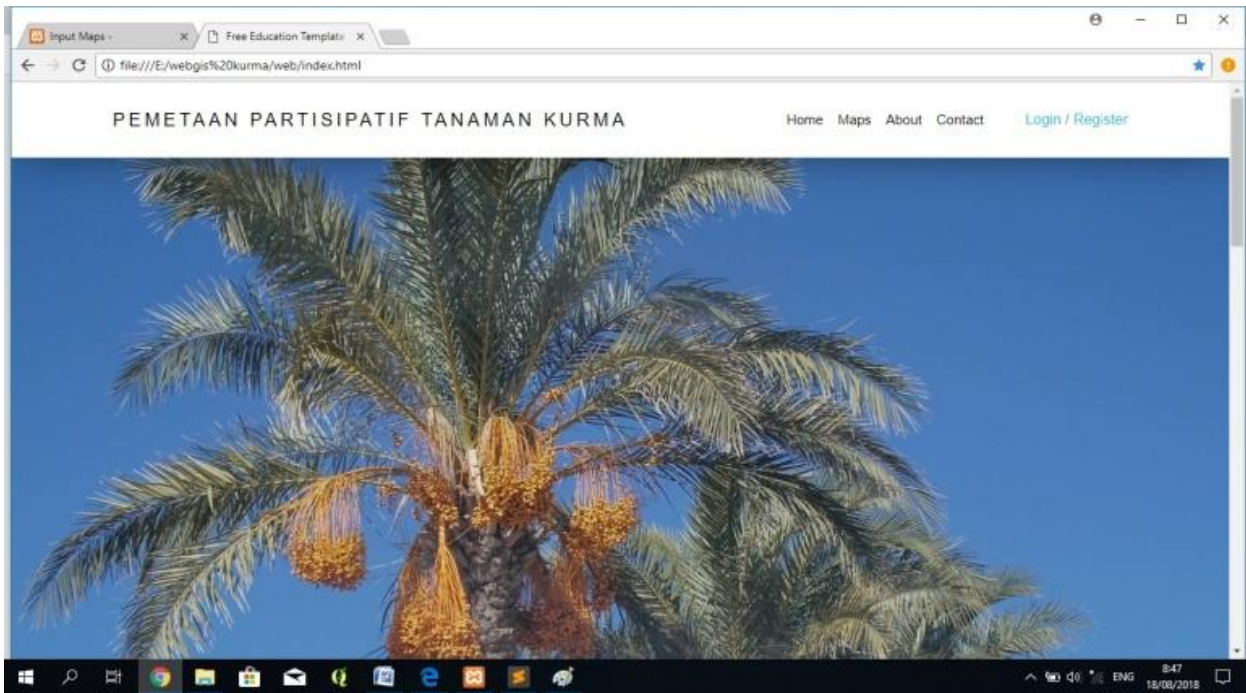 Input Maps -
Free Education Template
file:///E:/webgis%20kurma/web/index.html
PEMETAAN PARTISIPATIF TANAMAN KURMA
Home Maps About Contact Login / Register
ENG
8:47
18/08/2018